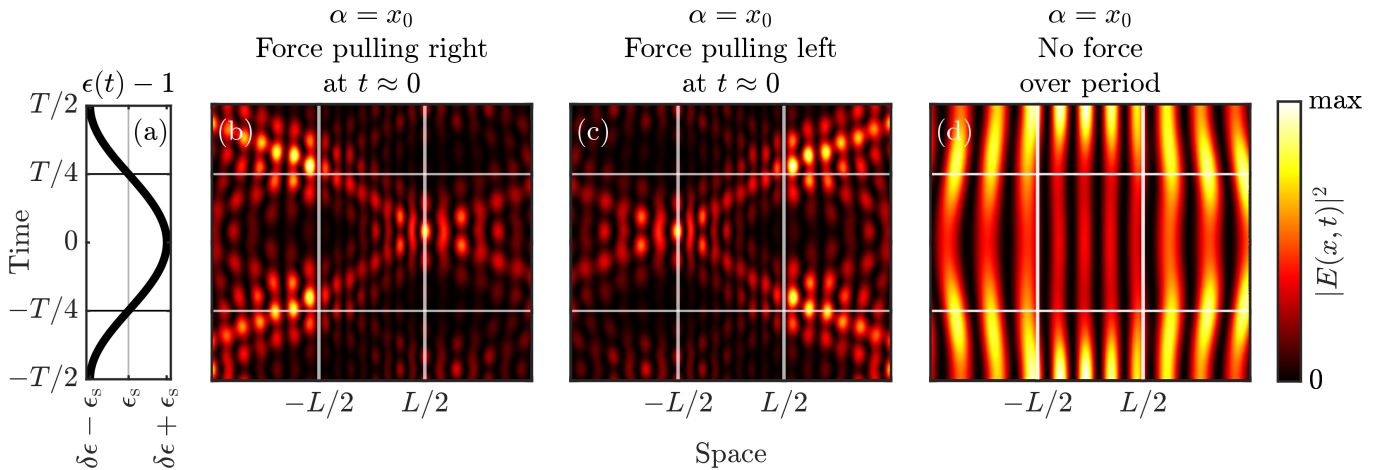 α = x₀
Force pulling right
at t ≈ 0
α = x₀
Force pulling left
at t ≈ 0
α = x₀
No force
over period
ϵ(t) − 1
(a)
(b)
(c)
(d)
T/2
T/4
0
−T/4
−T/2
Time
δϵ − ϵₛ
ϵₛ
δϵ + ϵₛ
−L/2
L/2
−L/2
L/2
−L/2
L/2
Space
max
0
|E(x, t)|²